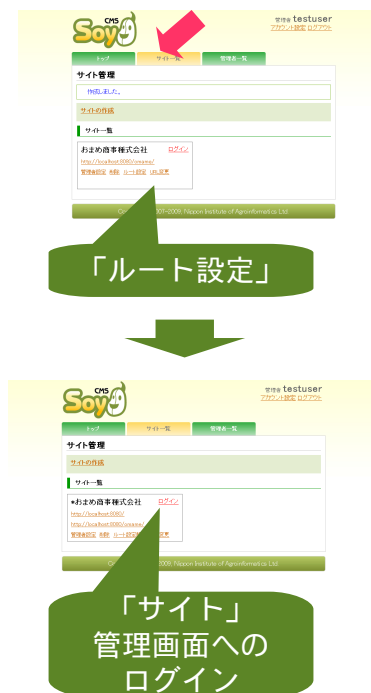 CMS
Soy
管理者 testuser
アカウント設定 ログアウト
トップ サイト一覧 管理者一覧
サイト管理
作成しました。
サイトの作成
サイト一覧
おまめ商事種式会社 ログイン
http://localhost:8080/omame/
管理者設定 削除 ルート設定 URL変更
2007-2009, Nippon Institute of Agroinformatics Ltd.
「ルート設定」
CMS
Soy
管理者 testuser
アカウント設定 ログアウト
トップ サイト一覧 管理者一覧
サイト管理
サイトの作成
サイト一覧
*おまめ商事種式会社 ログイン
http://localhost:8080/
http://localhost:8080/omame/
管理者設定 削除 ルート設定 変更
2009, Nippon Institute of Agroinformatics Ltd.
「サイト」
管理画面への
ログイン